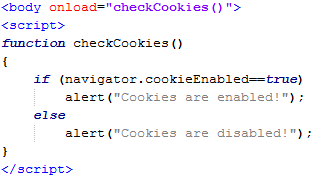 <body onload="checkCookies()">
<script>
function checkCookies()
{
    if (navigator.cookieEnabled==true)
        alert("Cookies are enabled!");
    else
        alert("Cookies are disabled!");
}
</script>